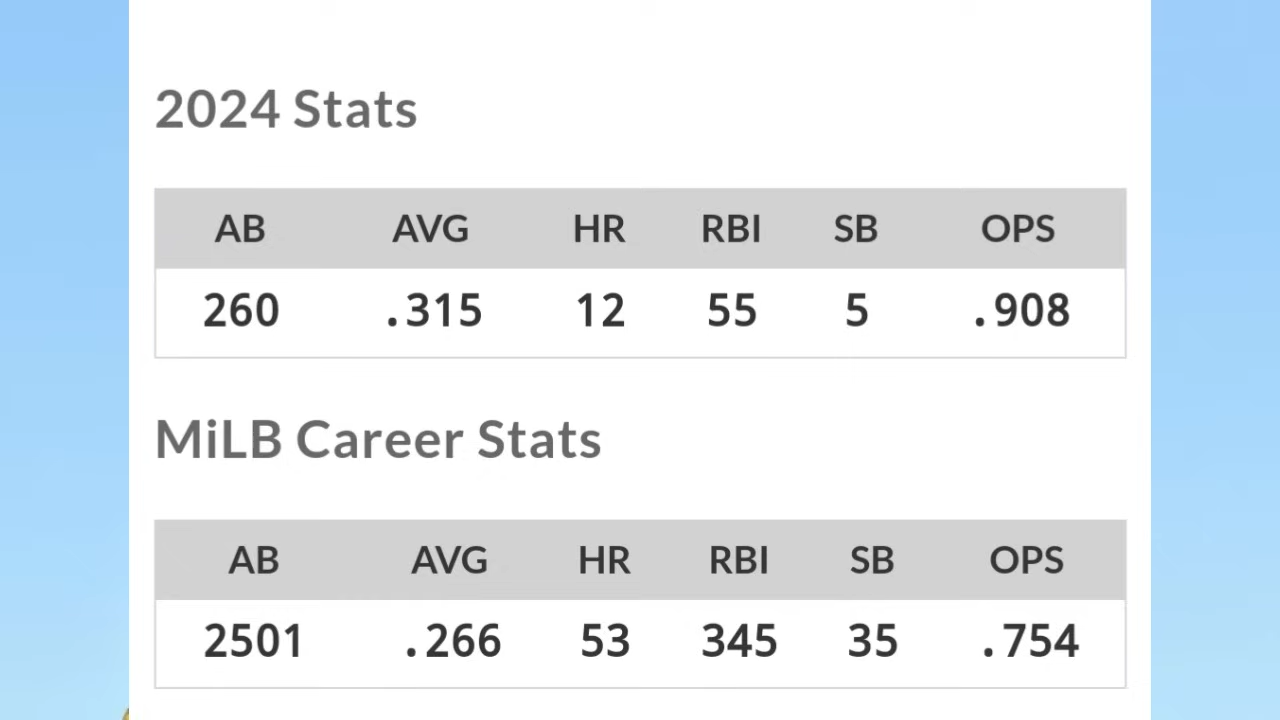 2024 Stats
AB AVG HR RBI SB OPS
260 .315 12 55 5 .908
MiLB Career Stats
AB AVG HR RBI SB OPS
2501 .266 53 345 35 .754